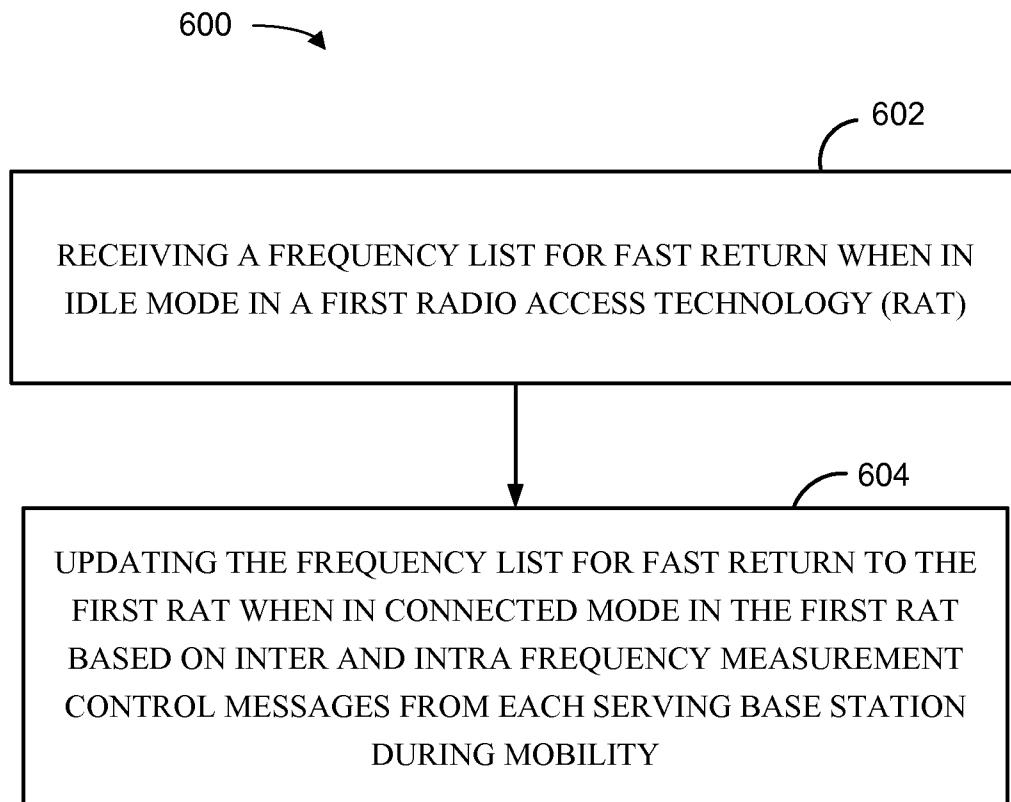 600
602
RECEIVING A FREQUENCY LIST FOR FAST RETURN WHEN IN
IDLE MODE IN A FIRST RADIO ACCESS TECHNOLOGY (RAT)
604
UPDATING THE FREQUENCY LIST FOR FAST RETURN TO THE
FIRST RAT WHEN IN CONNECTED MODE IN THE FIRST RAT
BASED ON INTER AND INTRA FREQUENCY MEASUREMENT
CONTROL MESSAGES FROM EACH SERVING BASE STATION
DURING MOBILITY